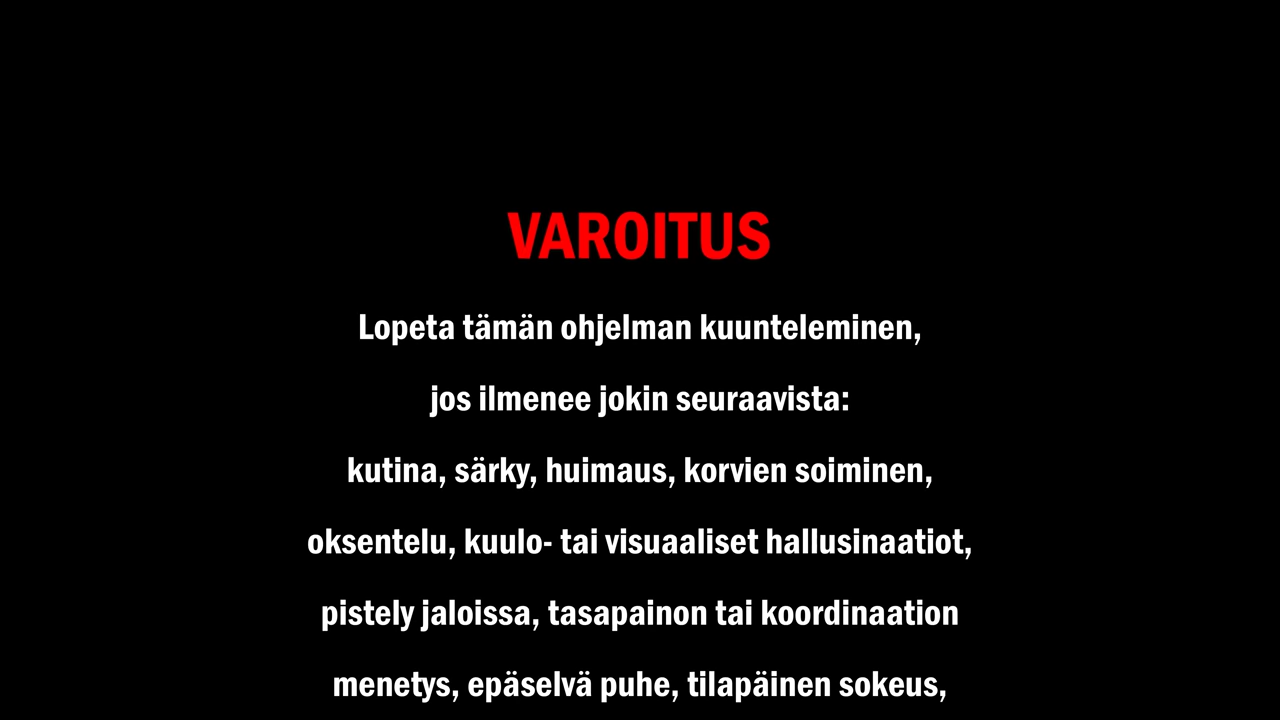 VAROITUS
Lopeta tämän ohjelman kuunteleminen,
jos ilmenee jokin seuraavista:
kutina, särky, huimaus, korvien soiminen,
oksentelu, kuulo- tai visuaaliset hallusinaatiot,
pistely jaloissa, tasapainon tai koordinaation
menetys, epäselvä puhe, tilapäinen sokeus,